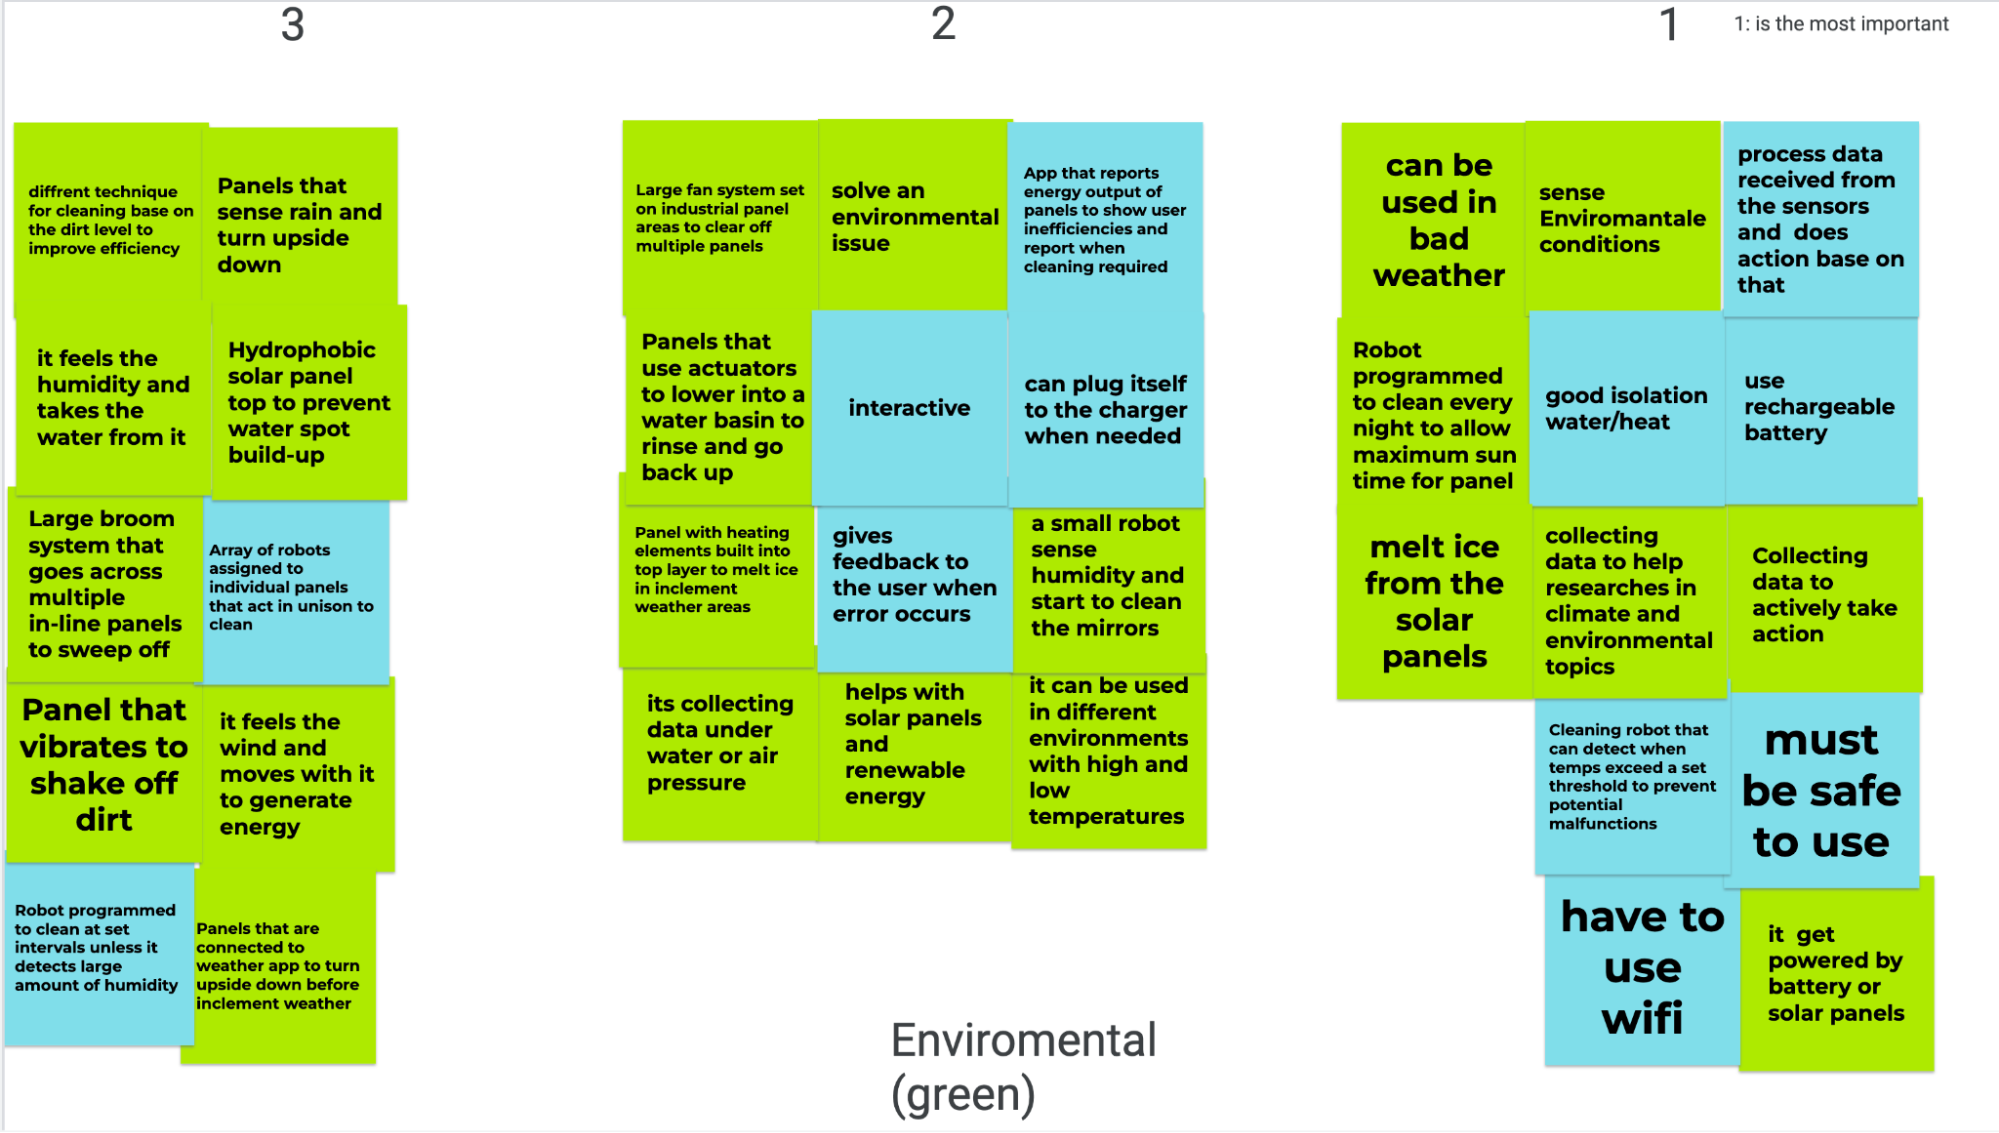 3
2
1
1: is the most important
diffrent technique
for cleaning base on
the dirt level to
improve efficiency
Panels that
sense rain and
turn upside
down
it feels the
humidity and
takes the
water from it
Hydrophobic
solar panel
top to prevent
water spot
build-up
Large broom
system that
goes across
multiple
in-line panels
to sweep off
Array of robots
assigned to
individual panels
that act in unison to
clean
Panel that
vibrates to
shake off
dirt
it feels the
wind and
moves with it
to generate
energy
Robot programmed
to clean at set
intervals unless it
detects large
amount of humidity
Panels that are
connected to
weather app to turn
upside down before
inclement weather
Large fan system set
on industrial panel
areas to clear off
multiple panels
solve an
environmental
issue
App that reports
energy output of
panels to show user
inefficiencies and
report when
cleaning required
Panels that
use actuators
to lower into a
water basin to
rinse and go
back up
interactive
can plug itself
to the charger
when needed
Panel with heating
elements built into
top layer to melt ice
in inclement
weather areas
gives
feedback to
the user when
error occurs
a small robot
sense
humidity and
start to clean
the mirrors
its collecting
data under
water or air
pressure
helps with
solar panels
and
renewable
energy
it can be used
in different
environments
with high and
low
temperatures
can be
used in
bad
weather
sense
Enviromantale
conditions
process data
received from
the sensors
and does
action base on
that
Robot
programmed
to clean every
night to allow
maximum sun
time for panel
good isolation
water/heat
use
rechargeable
battery
melt ice
from the
solar
panels
collecting
data to help
researches in
climate and
environmental
topics
Collecting
data to
actively take
action
Cleaning robot that
can detect when
temps exceed a set
threshold to prevent
potential
malfunctions
must
be safe
to use
have to
use
wifi
it get
powered by
battery or
solar panels
Enviromental
(green)